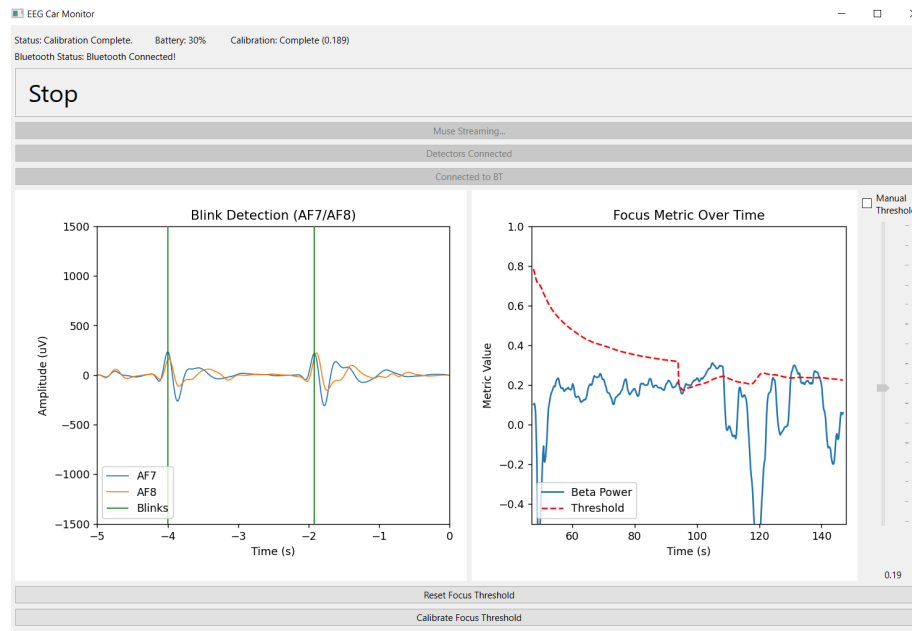 EEG Car Monitor
Status: Calibration Complete. Battery: 30% Calibration: Complete (0.189)
Bluetooth Status: Bluetooth Connected!
Stop
Muse Streaming...
Detectors Connected
Connected to BT
Blink Detection (AF7/AF8)
1500
1000
500
0
−500
−1000
−1500
Amplitude (uV)
AF7
AF8
Blinks
−5 −4 −3 −2 −1 0
Time (s)
Focus Metric Over Time
1.0
0.8
0.6
0.4
0.2
0.0
−0.2
−0.4
Metric Value
Beta Power
Threshold
60 80 100 120 140
Time (s)
Manual
Threshold
0.19
Reset Focus Threshold
Calibrate Focus Threshold